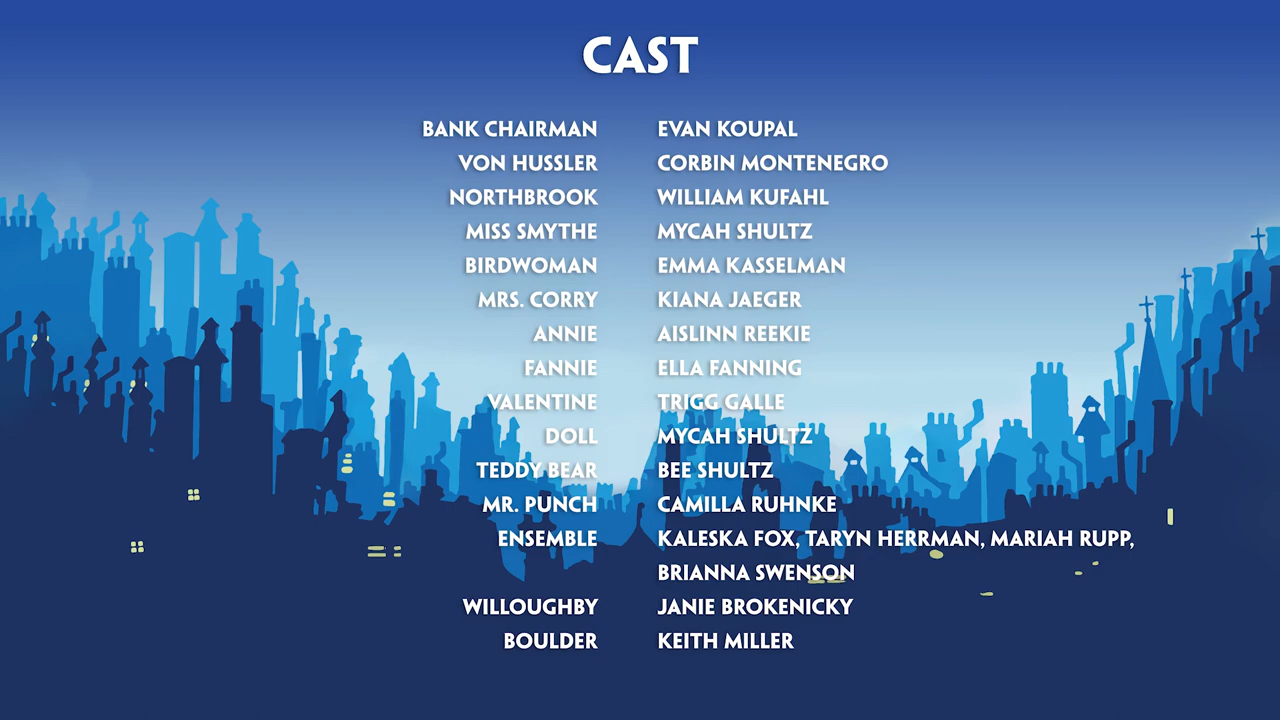 CAST
BANK CHAIRMAN EVAN KOUPAL
VON HUSSLER CORBIN MONTENEGRO
NORTHBROOK WILLIAM KUFAHL
MISS SMYTHE MYCAH SHULTZ
BIRDWOMAN EMMA KASSELMAN
MRS. CORRY KIANA JAEGER
ANNIE AISLINN REEKIE
FANNIE ELLA FANNING
VALENTINE TRIGG GALLE
DOLL MYCAH SHULTZ
TEDDY BEAR BEE SHULTZ
MR. PUNCH CAMILLA RUHNKE
ENSEMBLE KALESKA FOX, TARYN HERRMAN, MARIAH RUPP,
BRIANNA SWENSON
WILLOUGHBY JANIE BROKENICKY
BOULDER KEITH MILLER